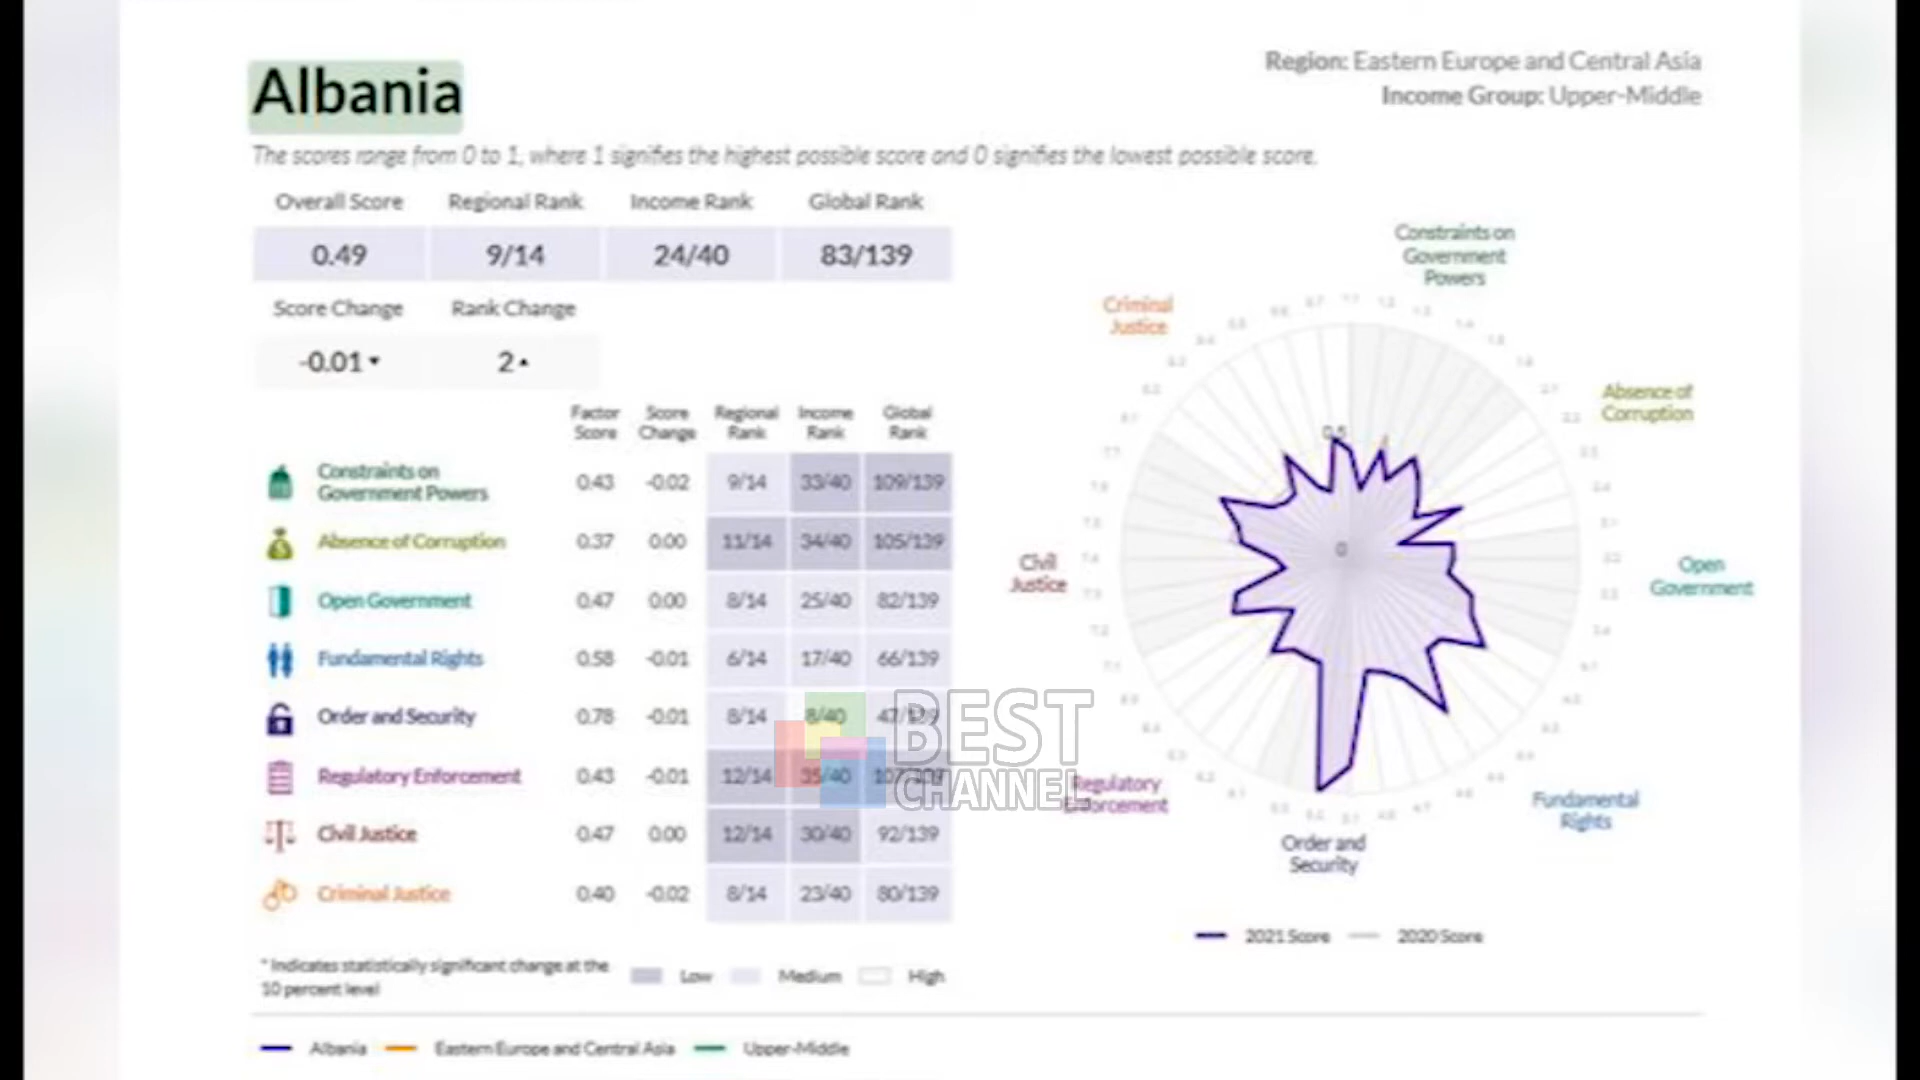 Albania
Region: Eastern Europe and Central Asia
Income Group: Upper-Middle
The scores range from 0 to 1, where 1 signifies the highest possible score and 0 signifies the lowest possible score.
Overall Score Regional Rank Income Rank Global Rank
0.49 9/14 24/40 83/139
Score Change Rank Change
-0.01 2
Factor Score Score Change Regional Rank Income Rank Global Rank
Constraints on Government Powers 0.43 -0.02 9/14 33/40 109/139
Absence of Corruption 0.37 0.00 11/14 34/40 105/139
Open Government 0.47 0.00 8/14 25/40 82/139
Fundamental Rights 0.58 -0.01 6/14 17/40 66/139
Order and Security 0.78 -0.01 8/14 8/40 47/139
Regulatory Enforcement 0.43 -0.01 12/14 35/40 107/139
Civil Justice 0.47 0.00 12/14 30/40 92/139
Criminal Justice 0.40 -0.02 8/14 23/40 80/139
* Indicates statistically significant change at the
10 percent level
Low Medium High
Constraints on
Government
Powers
Criminal
Justice
Absence of
Corruption
0.5
0
Civil
Justice
Open
Government
Regulatory
Enforcement
Fundamental
Rights
Order and
Security
2021 Score 2020 Score
BEST
CHANNEL
Albania Eastern Europe and Central Asia Upper-Middle